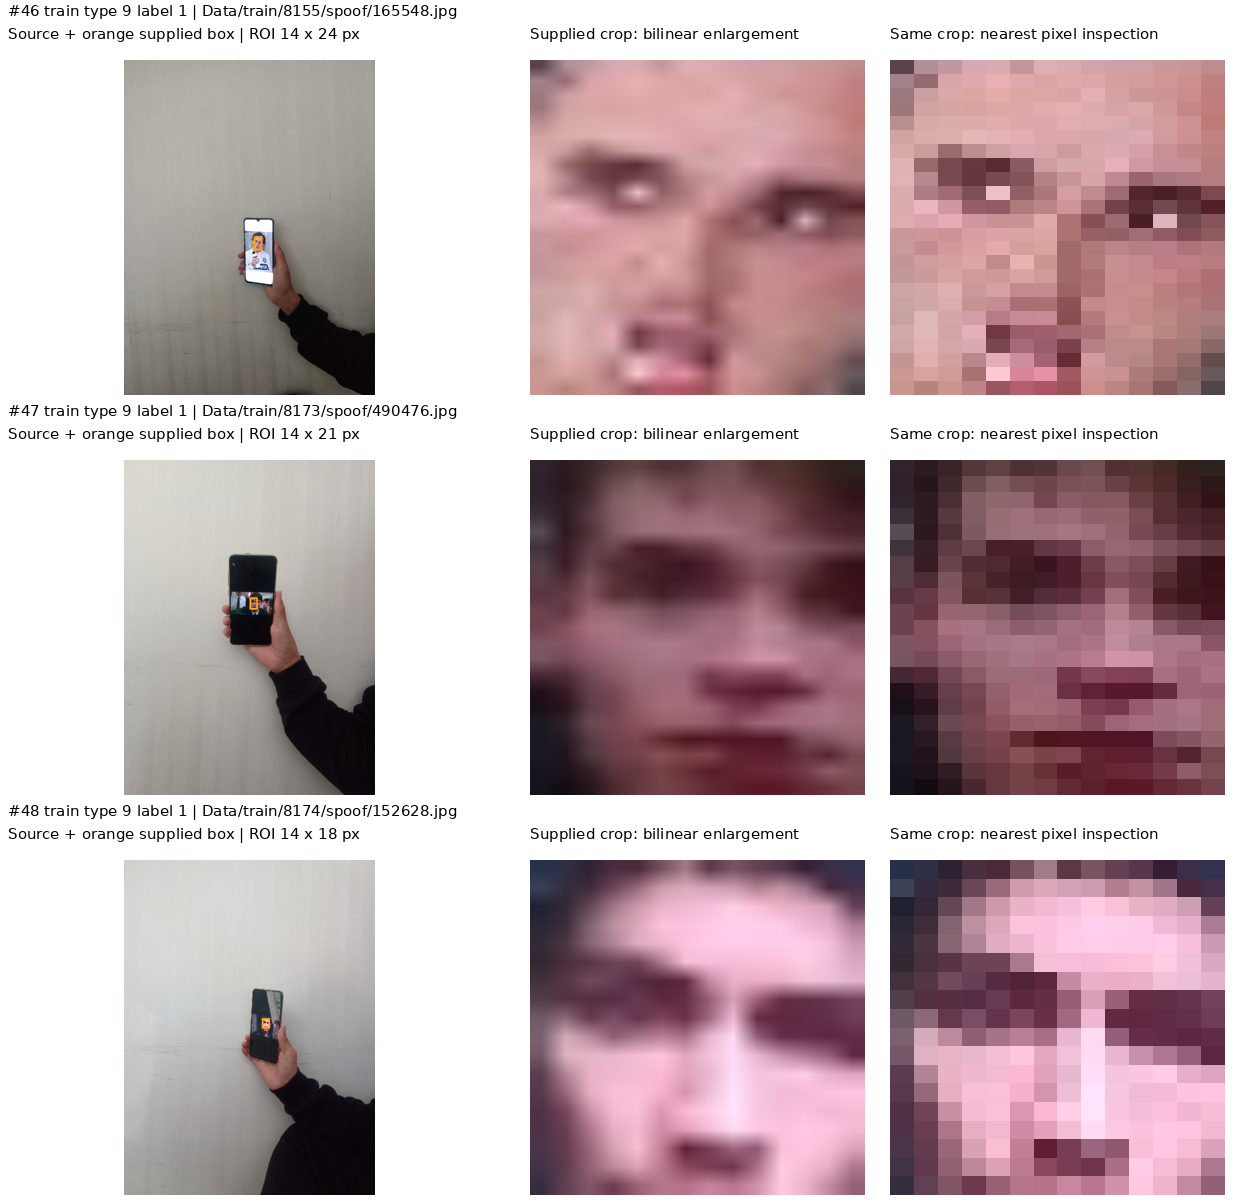 #46 train type 9 label 1 | Data/train/8155/spoof/165548.jpg
Source + orange supplied box | ROI 14 x 24 px
Supplied crop: bilinear enlargement
Same crop: nearest pixel inspection
#47 train type 9 label 1 | Data/train/8173/spoof/490476.jpg
Source + orange supplied box | ROI 14 x 21 px
Supplied crop: bilinear enlargement
Same crop: nearest pixel inspection
#48 train type 9 label 1 | Data/train/8174/spoof/152628.jpg
Source + orange supplied box | ROI 14 x 18 px
Supplied crop: bilinear enlargement
Same crop: nearest pixel inspection